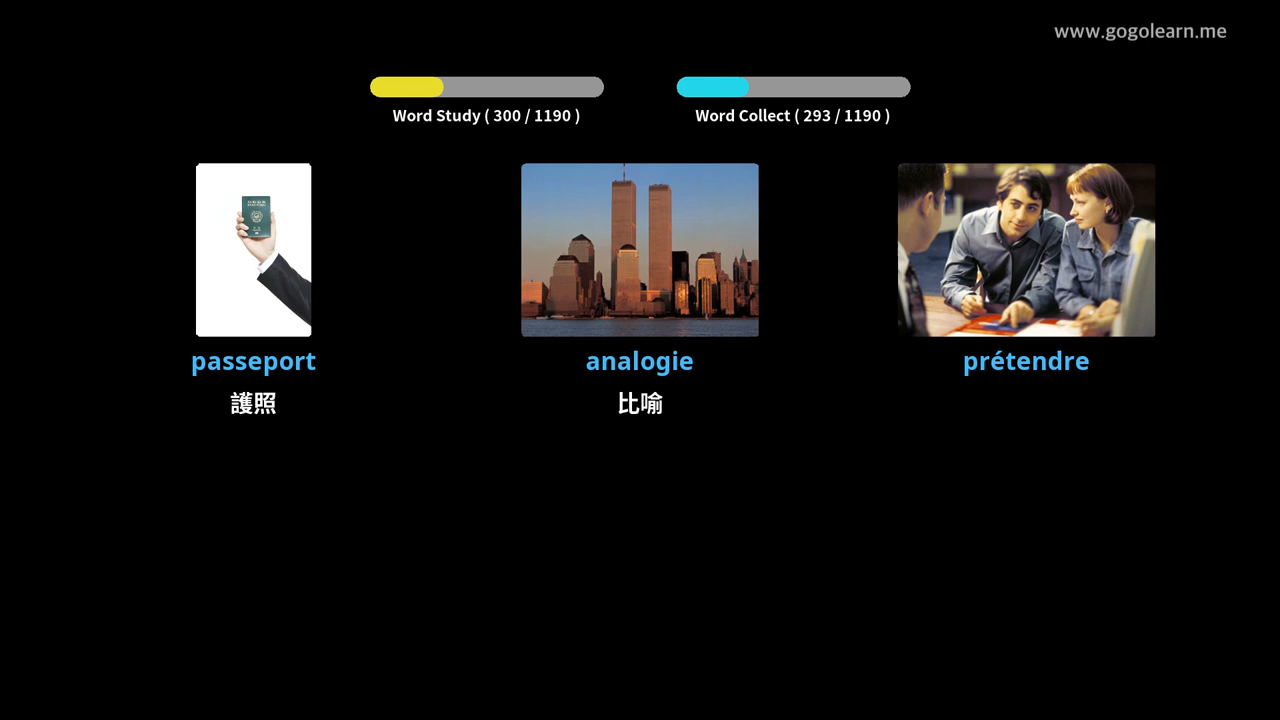 www.gogolearn.me
Word Study ( 300 / 1190 )
Word Collect ( 293 / 1190 )
passeport
analogie
prétendre
護照
比喻